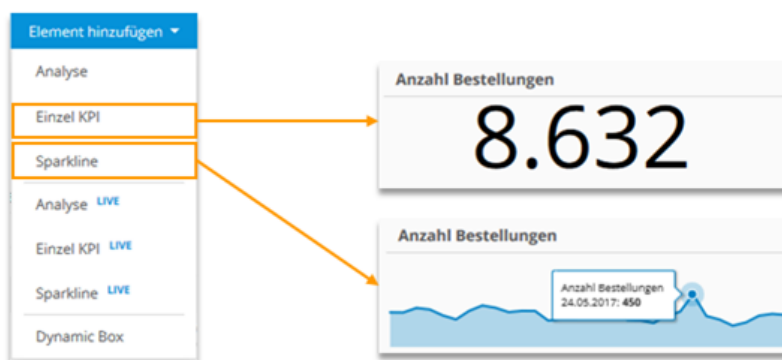 Element hinzufügen
Analyse
Einzel KPI
Sparkline
Analyse LIVE
Einzel KPI LIVE
Sparkline LIVE
Dynamic Box
Anzahl Bestellungen
8.632
Anzahl Bestellungen
Anzahl Bestellungen
24.05.2017: 450